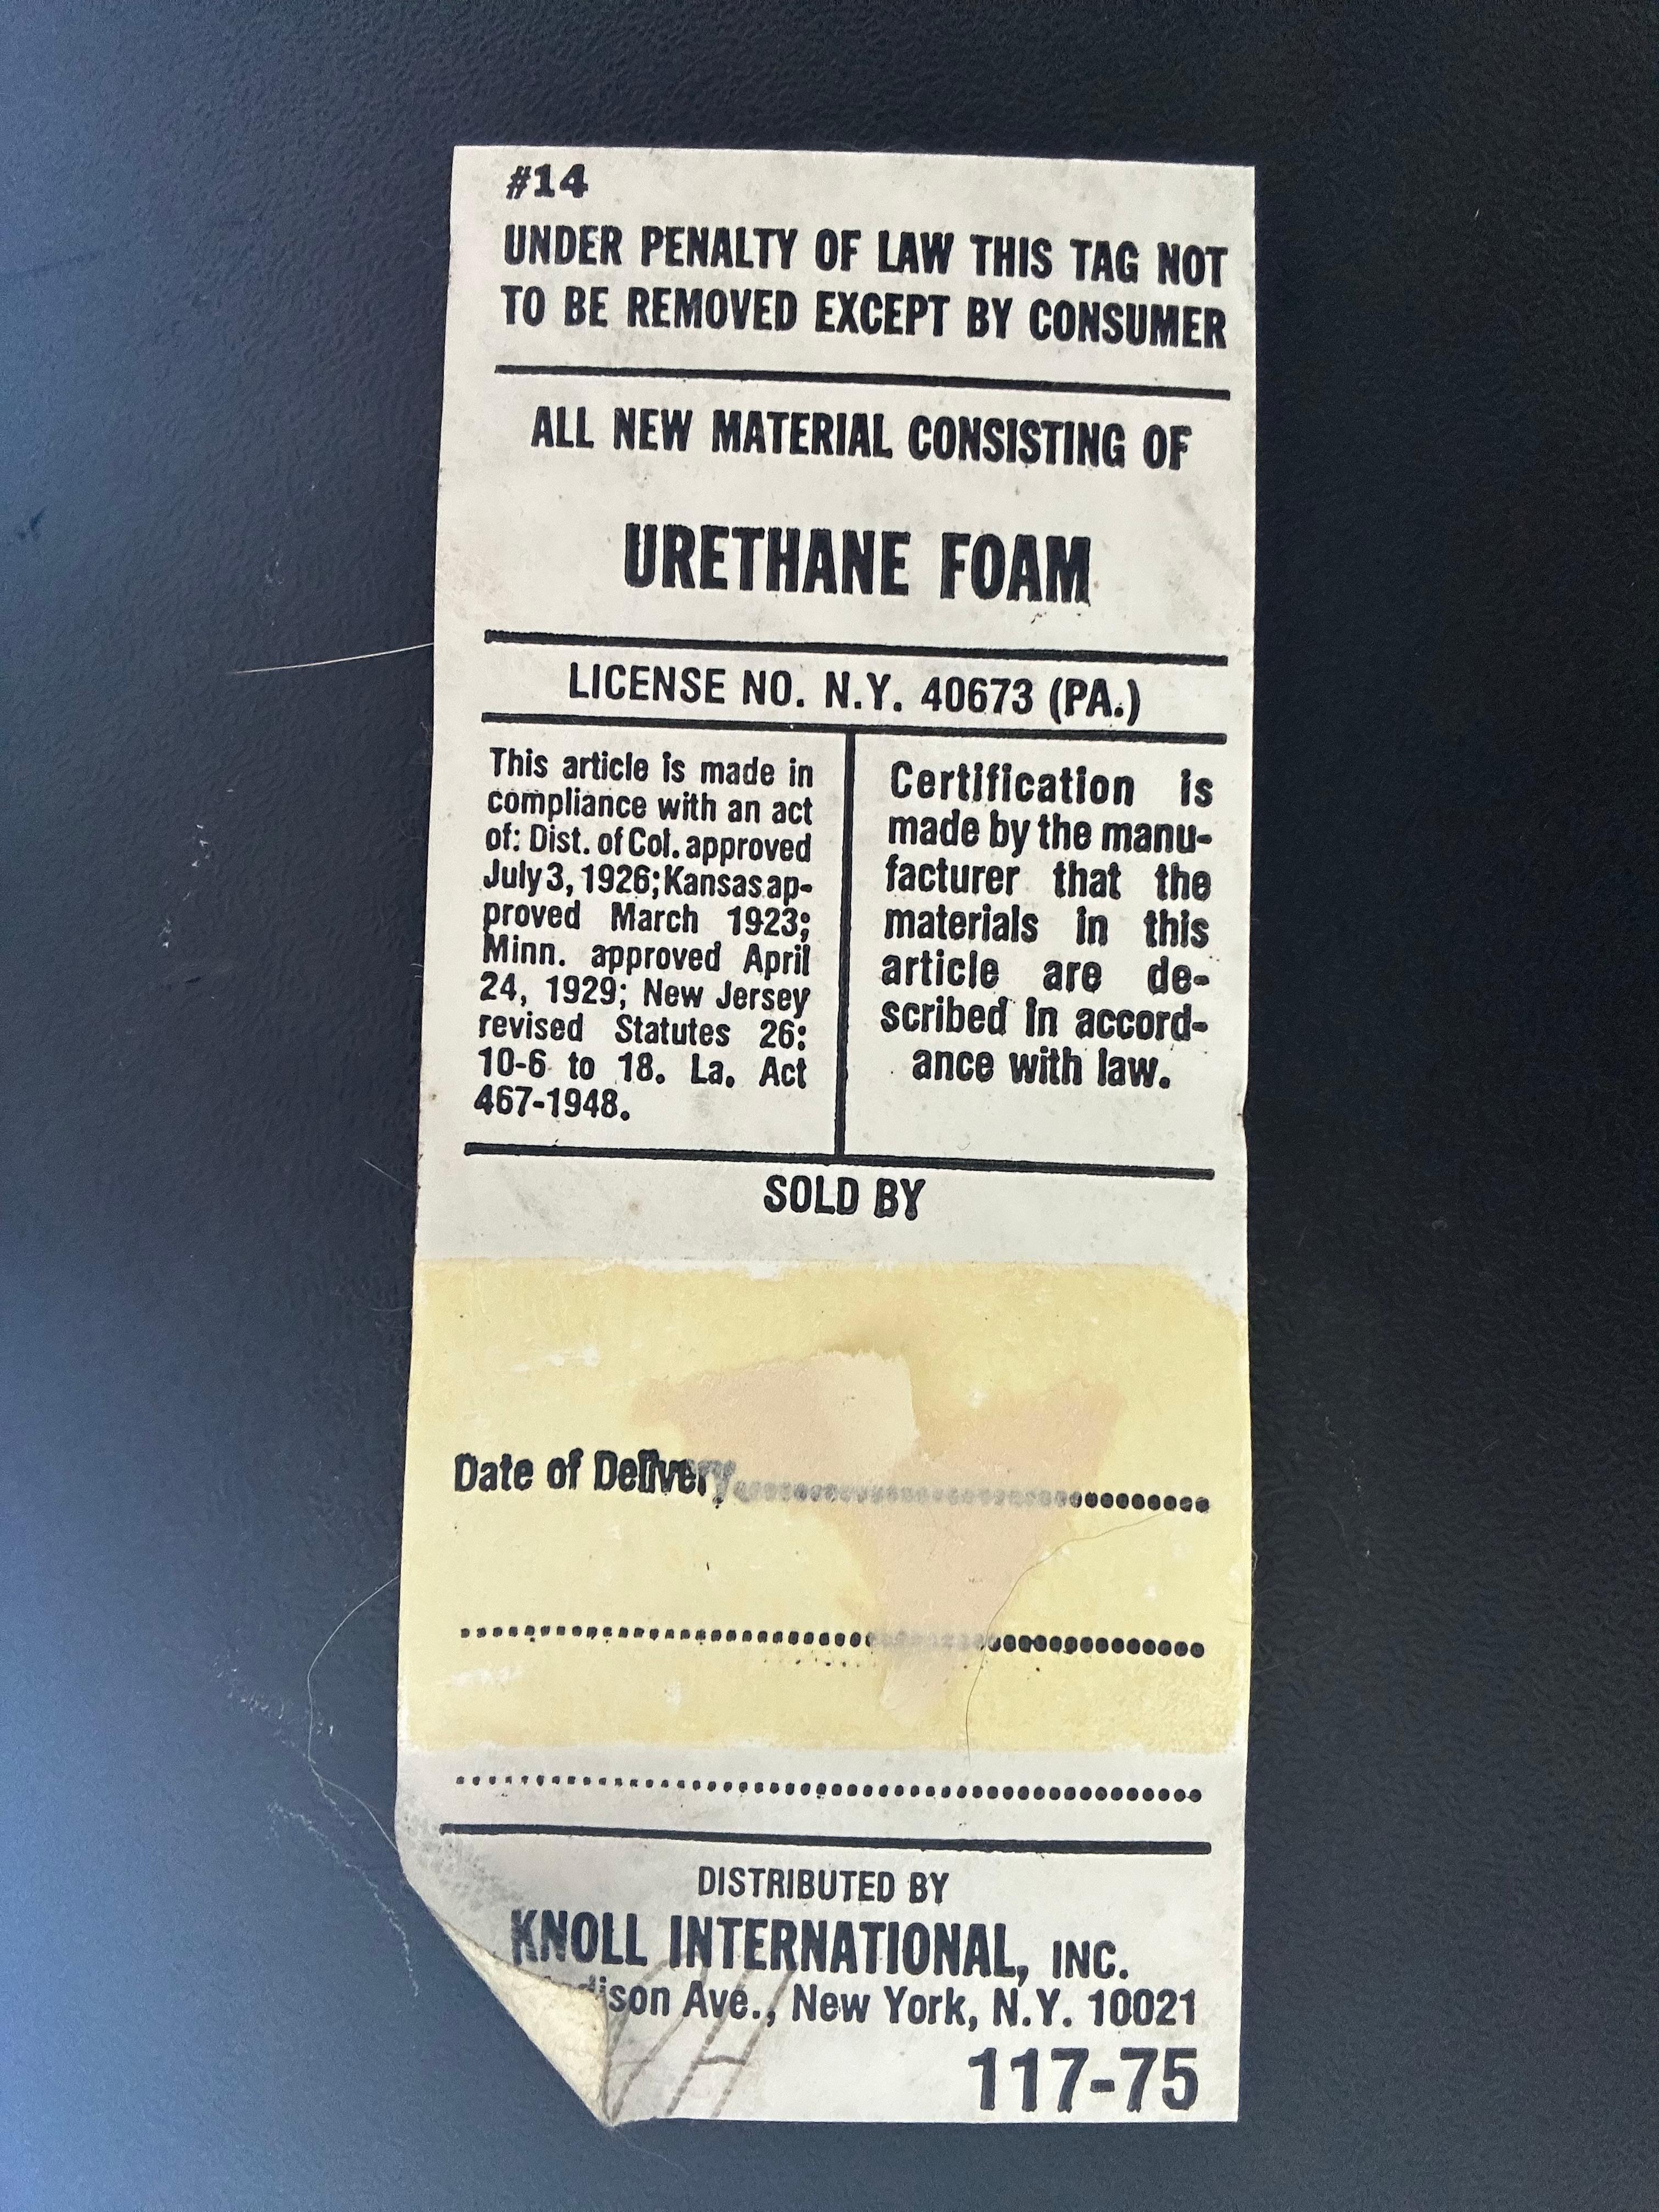 #14
UNDER PENALTY OF LAW THIS TAG NOT
TO BE REMOVED EXCEPT BY CONSUMER
ALL NEW MATERIAL CONSISTING OF
URETHANE FOAM
LICENSE NO. N.Y. 40673 (PA.)
This article is made in
compliance with an act
of: Dist. of Col. approved
July 3, 1926; Kansas ap-
proved March 1923;
Minn. approved April
24, 1929; New Jersey
revised Statutes 26:
10-6 to 18. La. Act
467-1948.
Certification is
made by the manu-
facturer that the
materials in this
article are de-
scribed in accord-
ance with law.
SOLD BY
Date of Delivery
DISTRIBUTED BY
KNOLL INTERNATIONAL, INC.
Ave., New York, N.Y. 10021
117-75